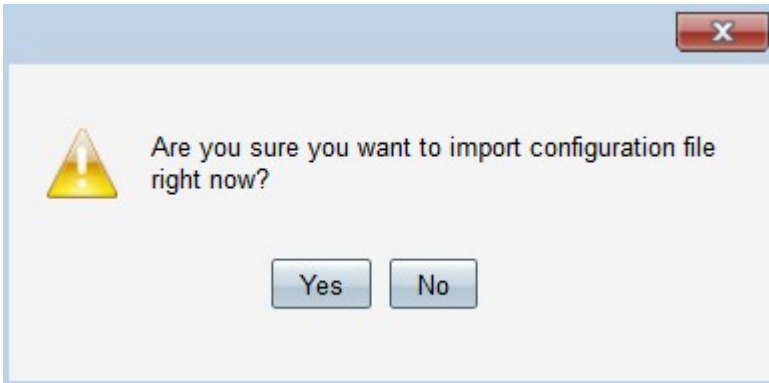 Are you sure you want to import configuration file
right now?
Yes No